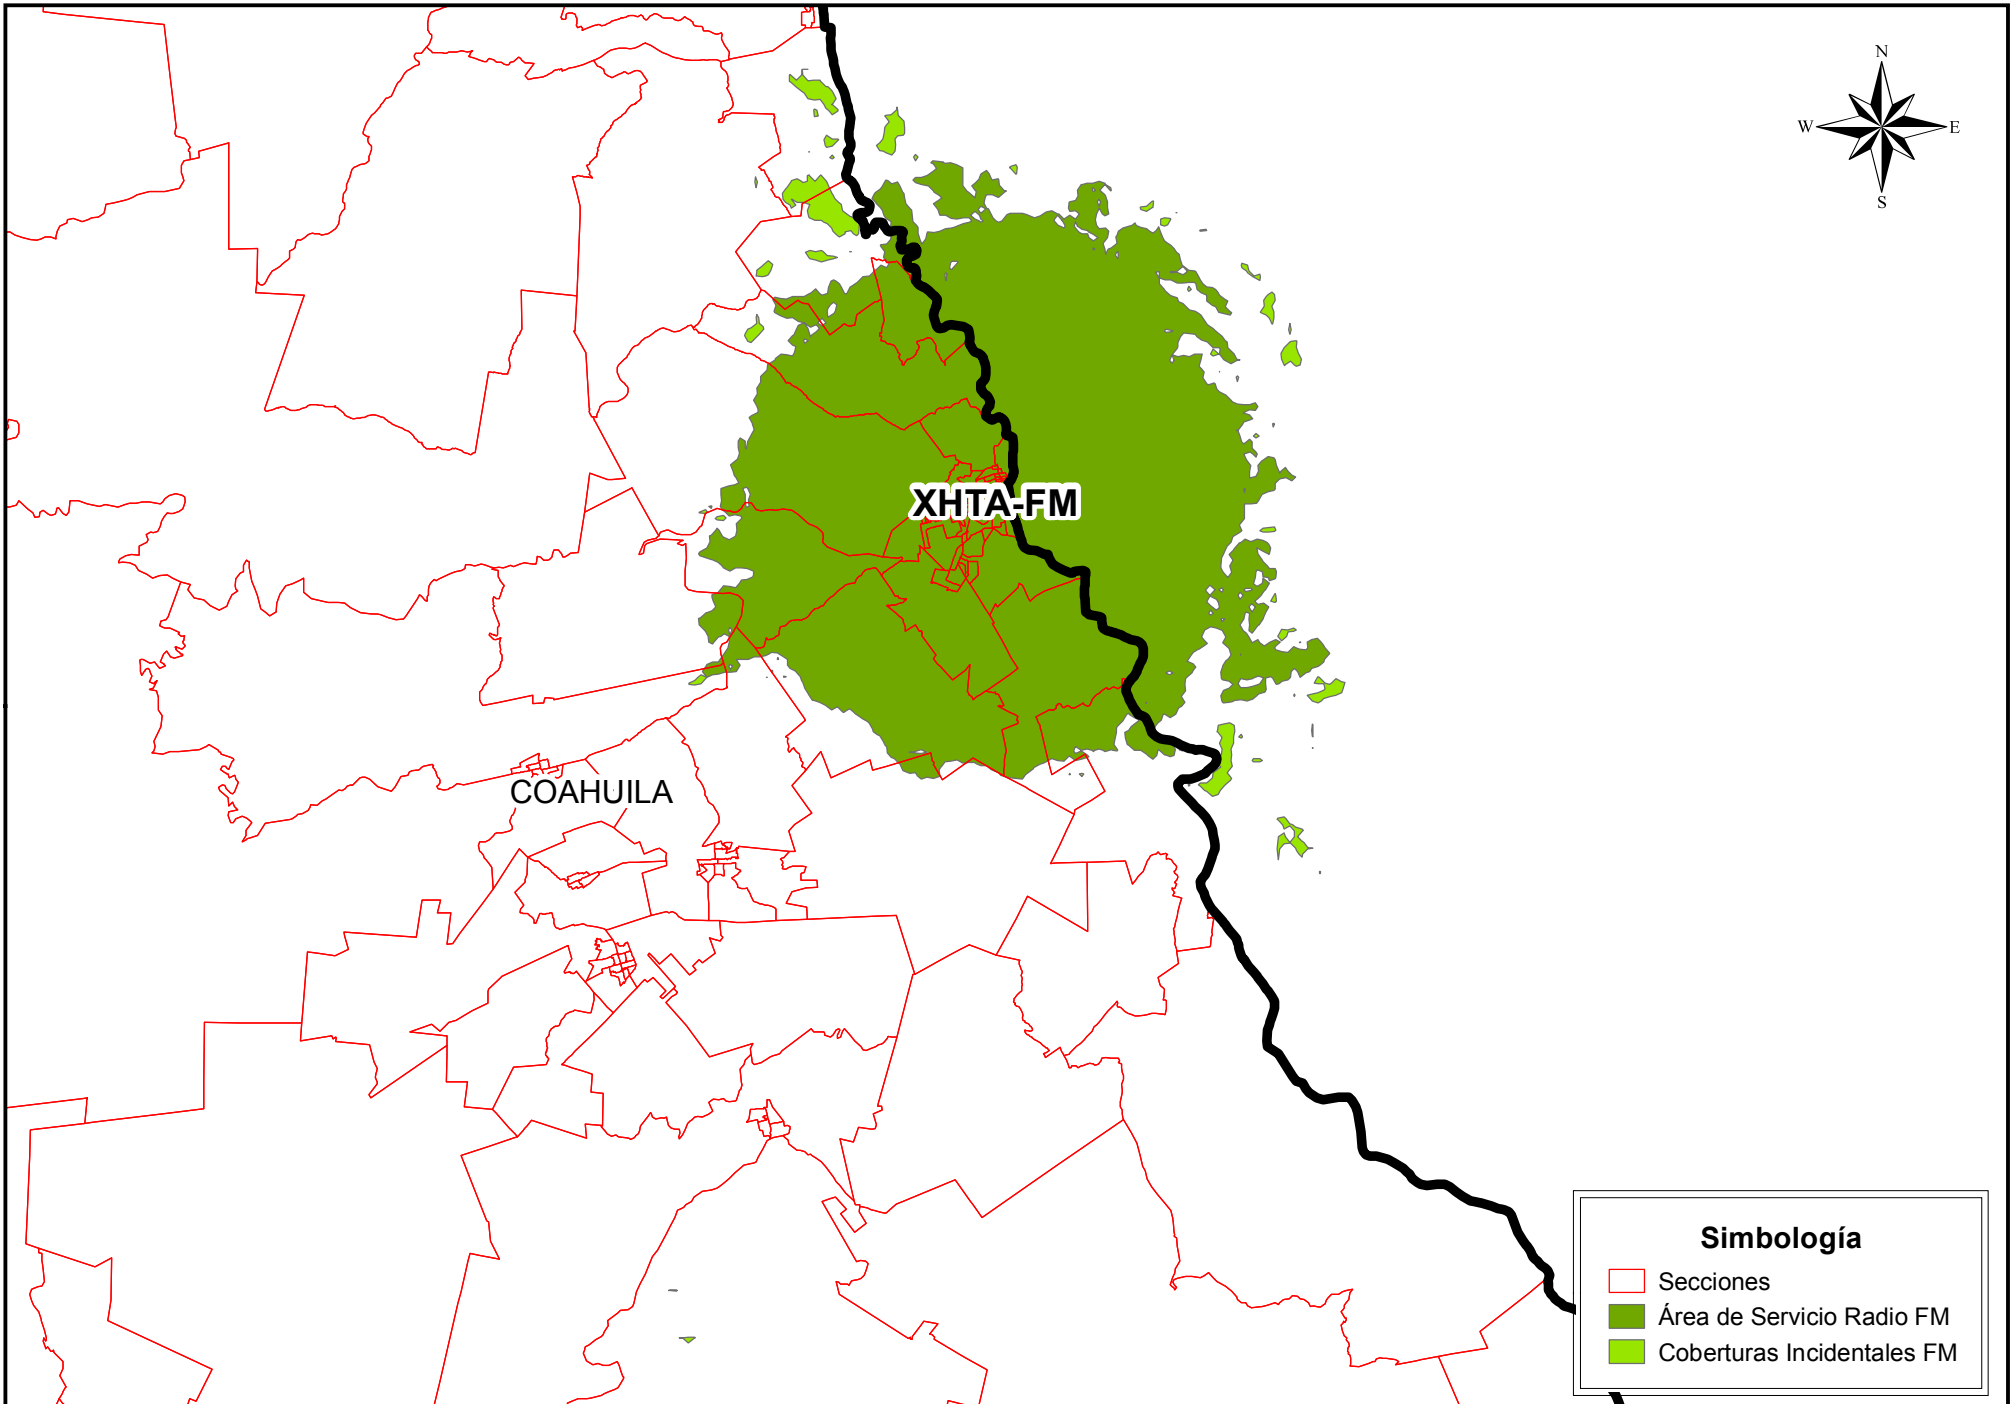 N
W E
S
XHTA-FM
COAHUILA
Simbología
Secciones
Área de Servicio Radio FM
Coberturas Incidentales FM